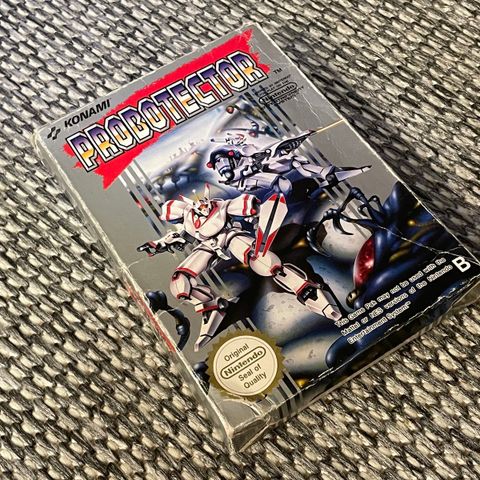 KONAMI
PROBOTECTOR
TM
Nintendo
This Game Pak may not be used with the
Mattel or NES versions of the Nintendo
Entertainment System®
B
Original
Nintendo
Seal of
Quality